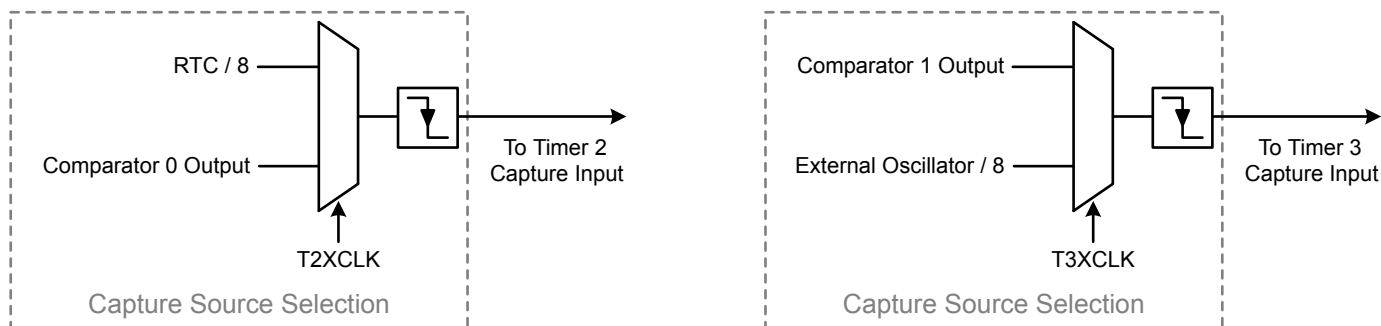 RTC / 8
Comparator 0 Output
T2XCLK
To Timer 2
Capture Input
Capture Source Selection
Comparator 1 Output
External Oscillator / 8
T3XCLK
To Timer 3
Capture Input
Capture Source Selection